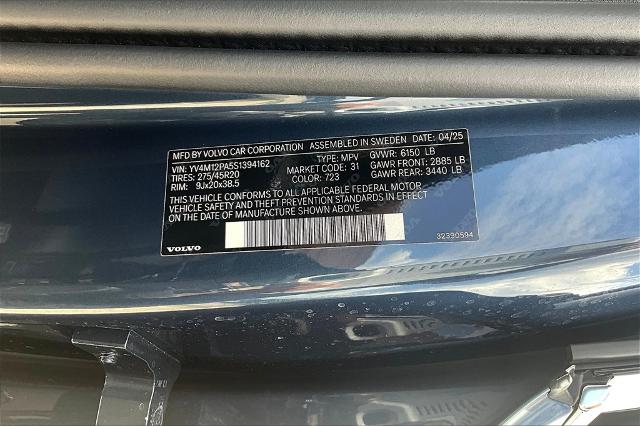 MFD BY VOLVO CAR CORPORATION ASSEMBLED IN SWEDEN DATE: 04/25
VIN: YV4M12PA5S1394162 TYPE: MPV GVWR: 6150 LB
TIRES: 275/45R20 MARKET CODE: 31 GAWR FRONT: 2885 LB
RIM: 9Jx20x38.5 COLOR: 723 GAWR REAR: 3440 LB
THIS VEHICLE CONFORMS TO ALL APPLICABLE FEDERAL MOTOR
VEHICLE SAFETY AND THEFT PREVENTION STANDARDS IN EFFECT
ON THE DATE OF MANUFACTURE SHOWN ABOVE.
VOLVO 32390594